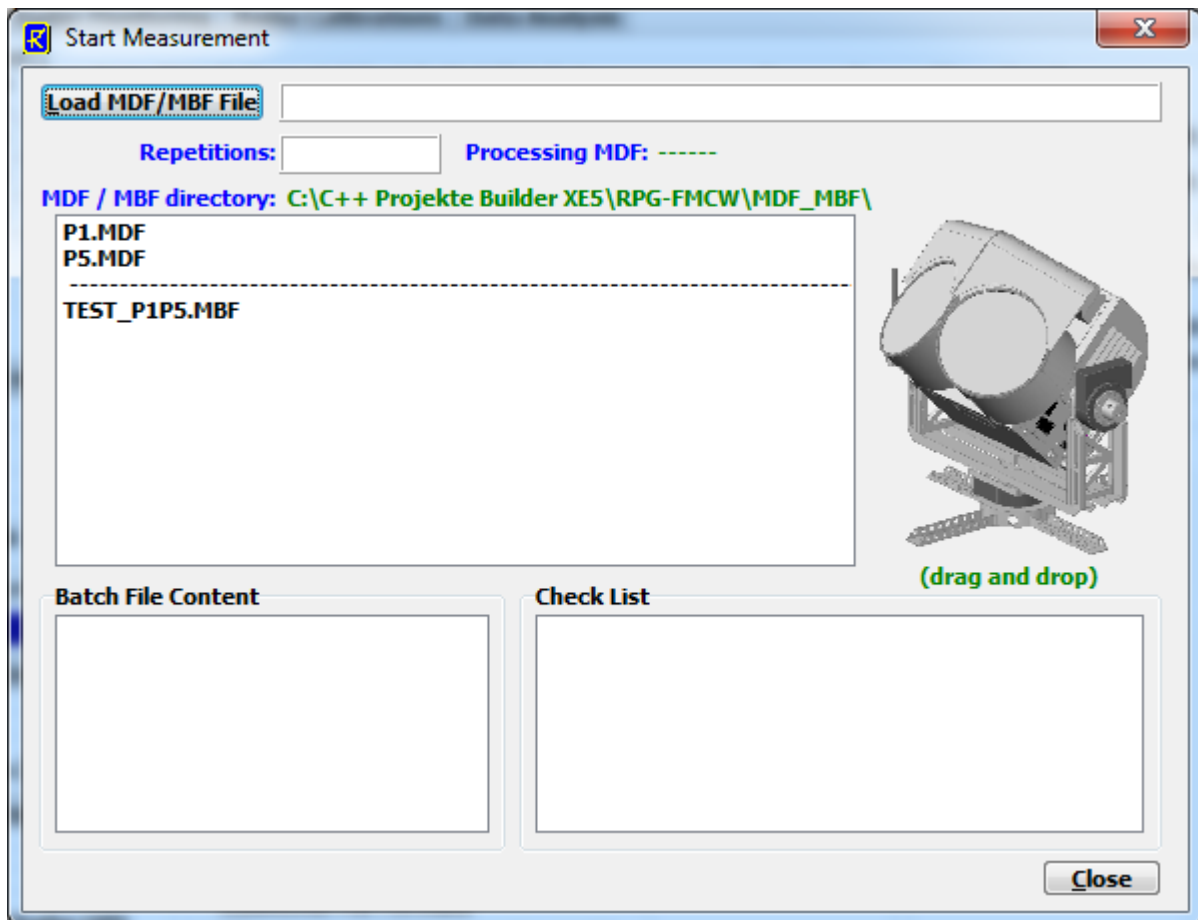 Start Measurement
Load MDF/MBF File
Repetitions: Processing MDF: ------
MDF / MBF directory: C:\C++ Projekte Builder XE5\RPG-FMCW\MDF_MBF\
P1.MDF
P5.MDF
--------------------------------------------------------------------------------
TEST_P1P5.MBF
(drag and drop)
Batch File Content Check List
Close